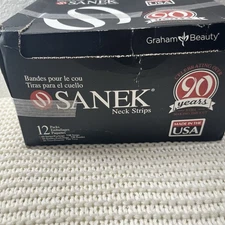 Graham Beauty
Bandes pour le cou
Tiras para el cuello
SANEK®
Neck Strips
90
years
12 Packs
MADE IN THE
USA